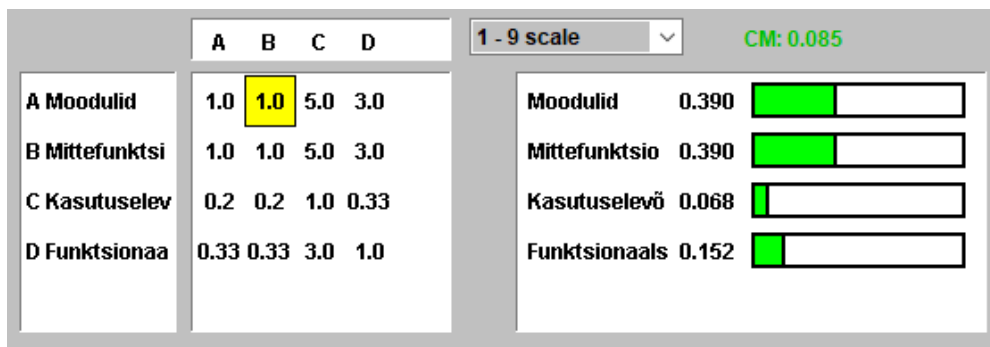 A B C D
1 - 9 scale
CM: 0.085
A Moodulid 1.0 1.0 5.0 3.0
B Mittefunktsi 1.0 1.0 5.0 3.0
C Kasutuselev 0.2 0.2 1.0 0.33
D Funktsionaa 0.33 0.33 3.0 1.0
Moodulid 0.390
Mittefunktsio 0.390
Kasutuselevõ 0.068
Funktsionaals 0.152